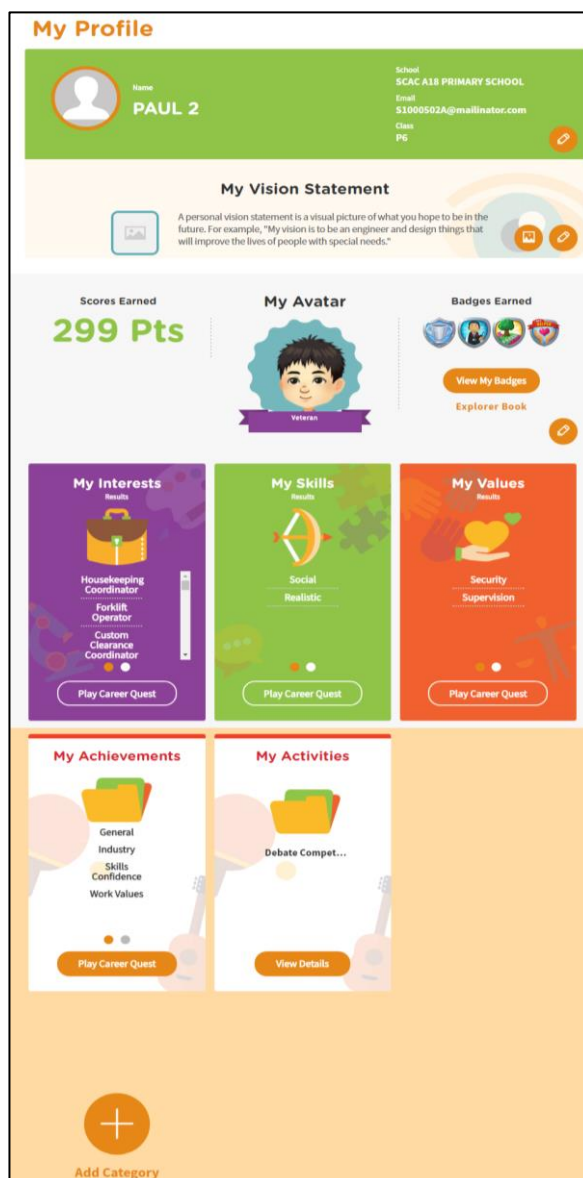 My Profile
Name
PAUL 2
School
SCAC A18 PRIMARY SCHOOL
Email
S1000502A@mailinator.com
Class
P6
My Vision Statement
A personal vision statement is a visual picture of what you hope to be in the
future. For example, "My vision is to be an engineer and design things that
will improve the lives of people with special needs."
Scores Earned
299 Pts
My Avatar
Veteran
Badges Earned
View My Badges
Explorer Book
My Interests
Results
Housekeeping
Coordinator
Forklift
Operator
Custom
Clearance
Coordinator
Play Career Quest
My Skills
Results
Social
Realistic
Play Career Quest
My Values
Results
Security
Supervision
Play Career Quest
My Achievements
General
Industry
Skills
Confidence
Work Values
Play Career Quest
My Activities
Debate Compet...
View Details
Add Category